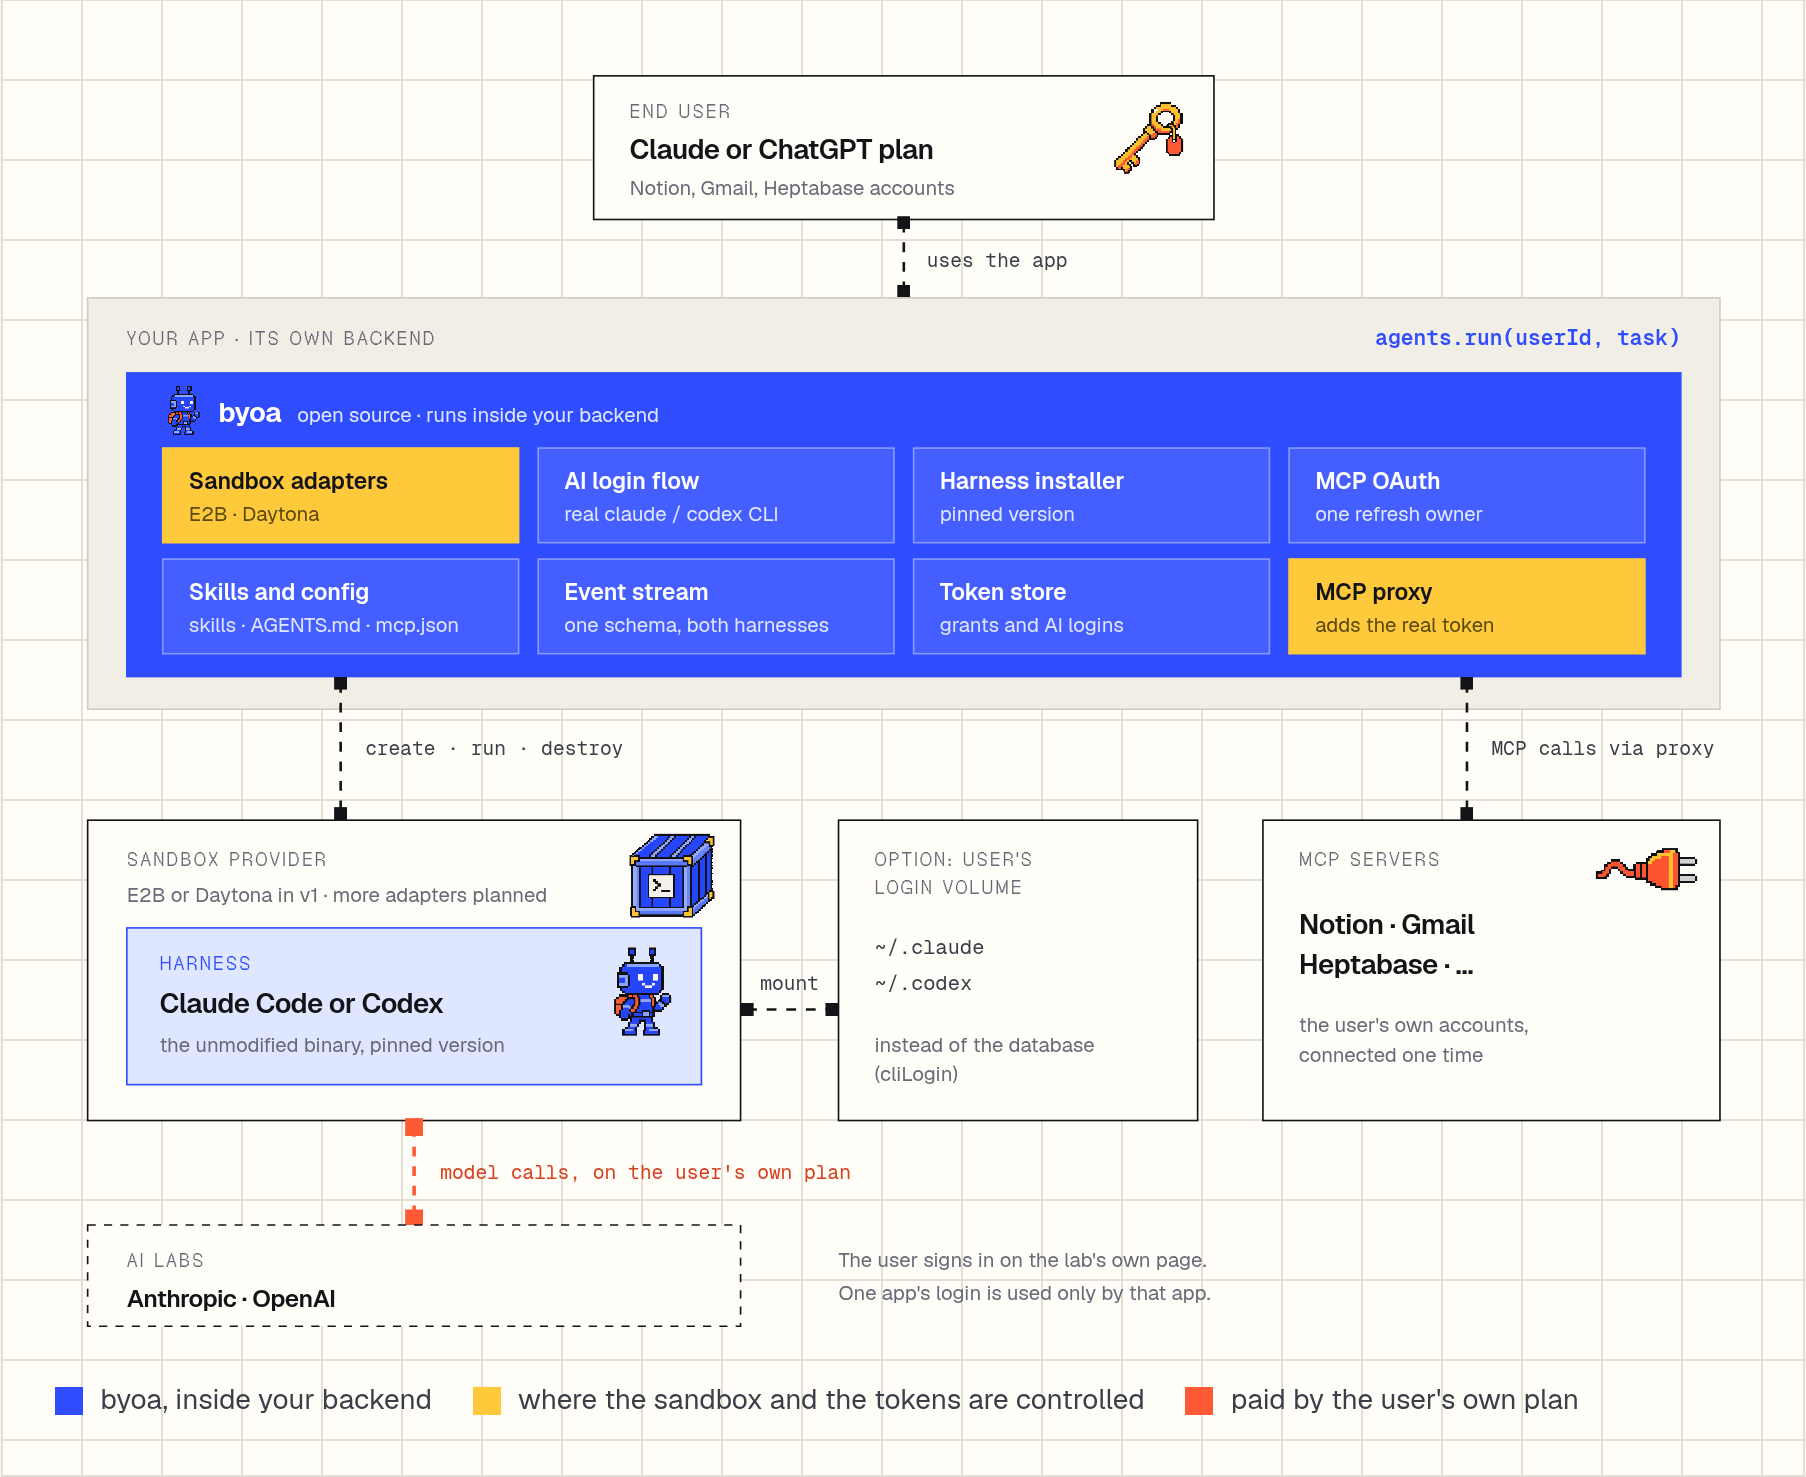 END USER
Claude or ChatGPT plan
Notion, Gmail, Heptabase accounts
uses the app
YOUR APP · ITS OWN BACKEND
agents.run(userId, task)
byoa open source · runs inside your backend
Sandbox adapters
E2B · Daytona
AI login flow
real claude / codex CLI
Harness installer
pinned version
MCP OAuth
one refresh owner
Skills and config
skills · AGENTS.md · mcp.json
Event stream
one schema, both harnesses
Token store
grants and AI logins
MCP proxy
adds the real token
create · run · destroy
MCP calls via proxy
SANDBOX PROVIDER
E2B or Daytona in v1 · more adapters planned
>_
HARNESS
Claude Code or Codex
the unmodified binary, pinned version
mount
OPTION: USER'S
LOGIN VOLUME
~/.claude
~/.codex
instead of the database
(cliLogin)
MCP SERVERS
Notion · Gmail
Heptabase · ...
the user's own accounts,
connected one time
model calls, on the user's own plan
AI LABS
Anthropic · OpenAI
The user signs in on the lab's own page.
One app's login is used only by that app.
byoa, inside your backend
where the sandbox and the tokens are controlled
paid by the user's own plan